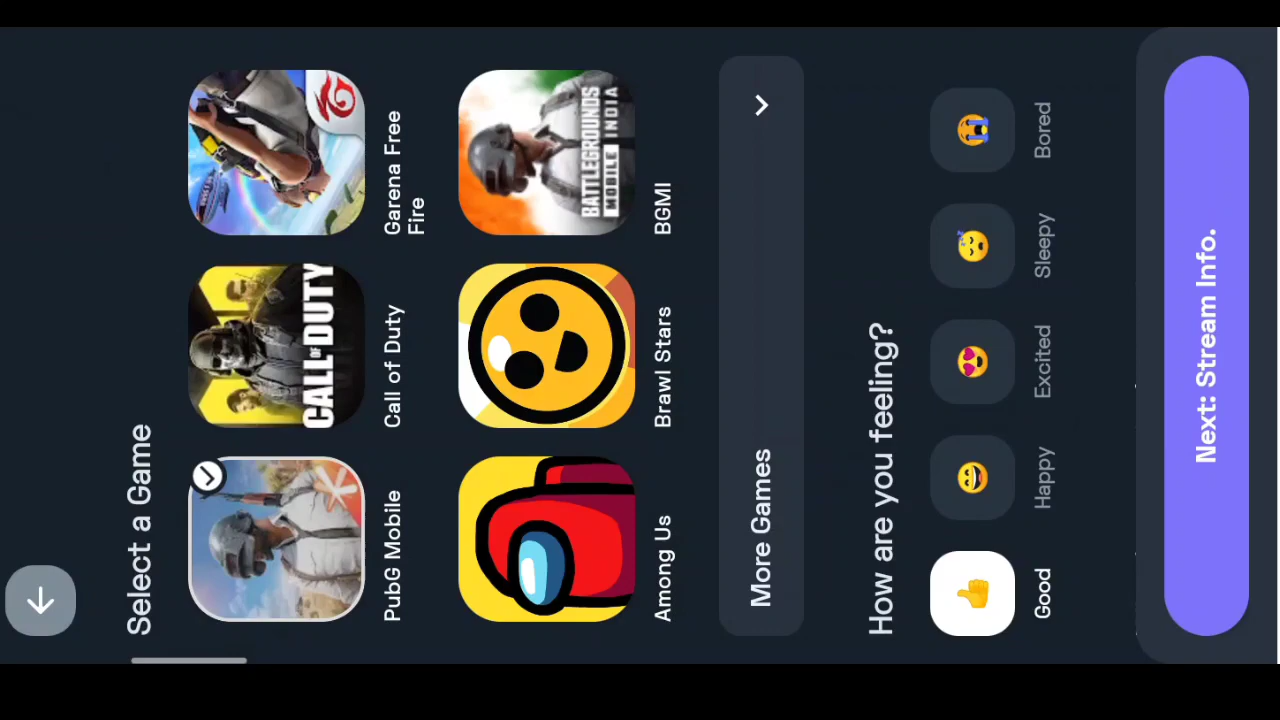 Select a Game
CALL OF DUTY
PubG Mobile
Call of Duty
Garena Free
Fire
BATTLEGROUNDS
MOBILE INDIA
Among Us
Brawl Stars
BGMI
More Games
How are you feeling?
Good
Happy
Excited
Sleepy
Bored
Next: Stream Info.